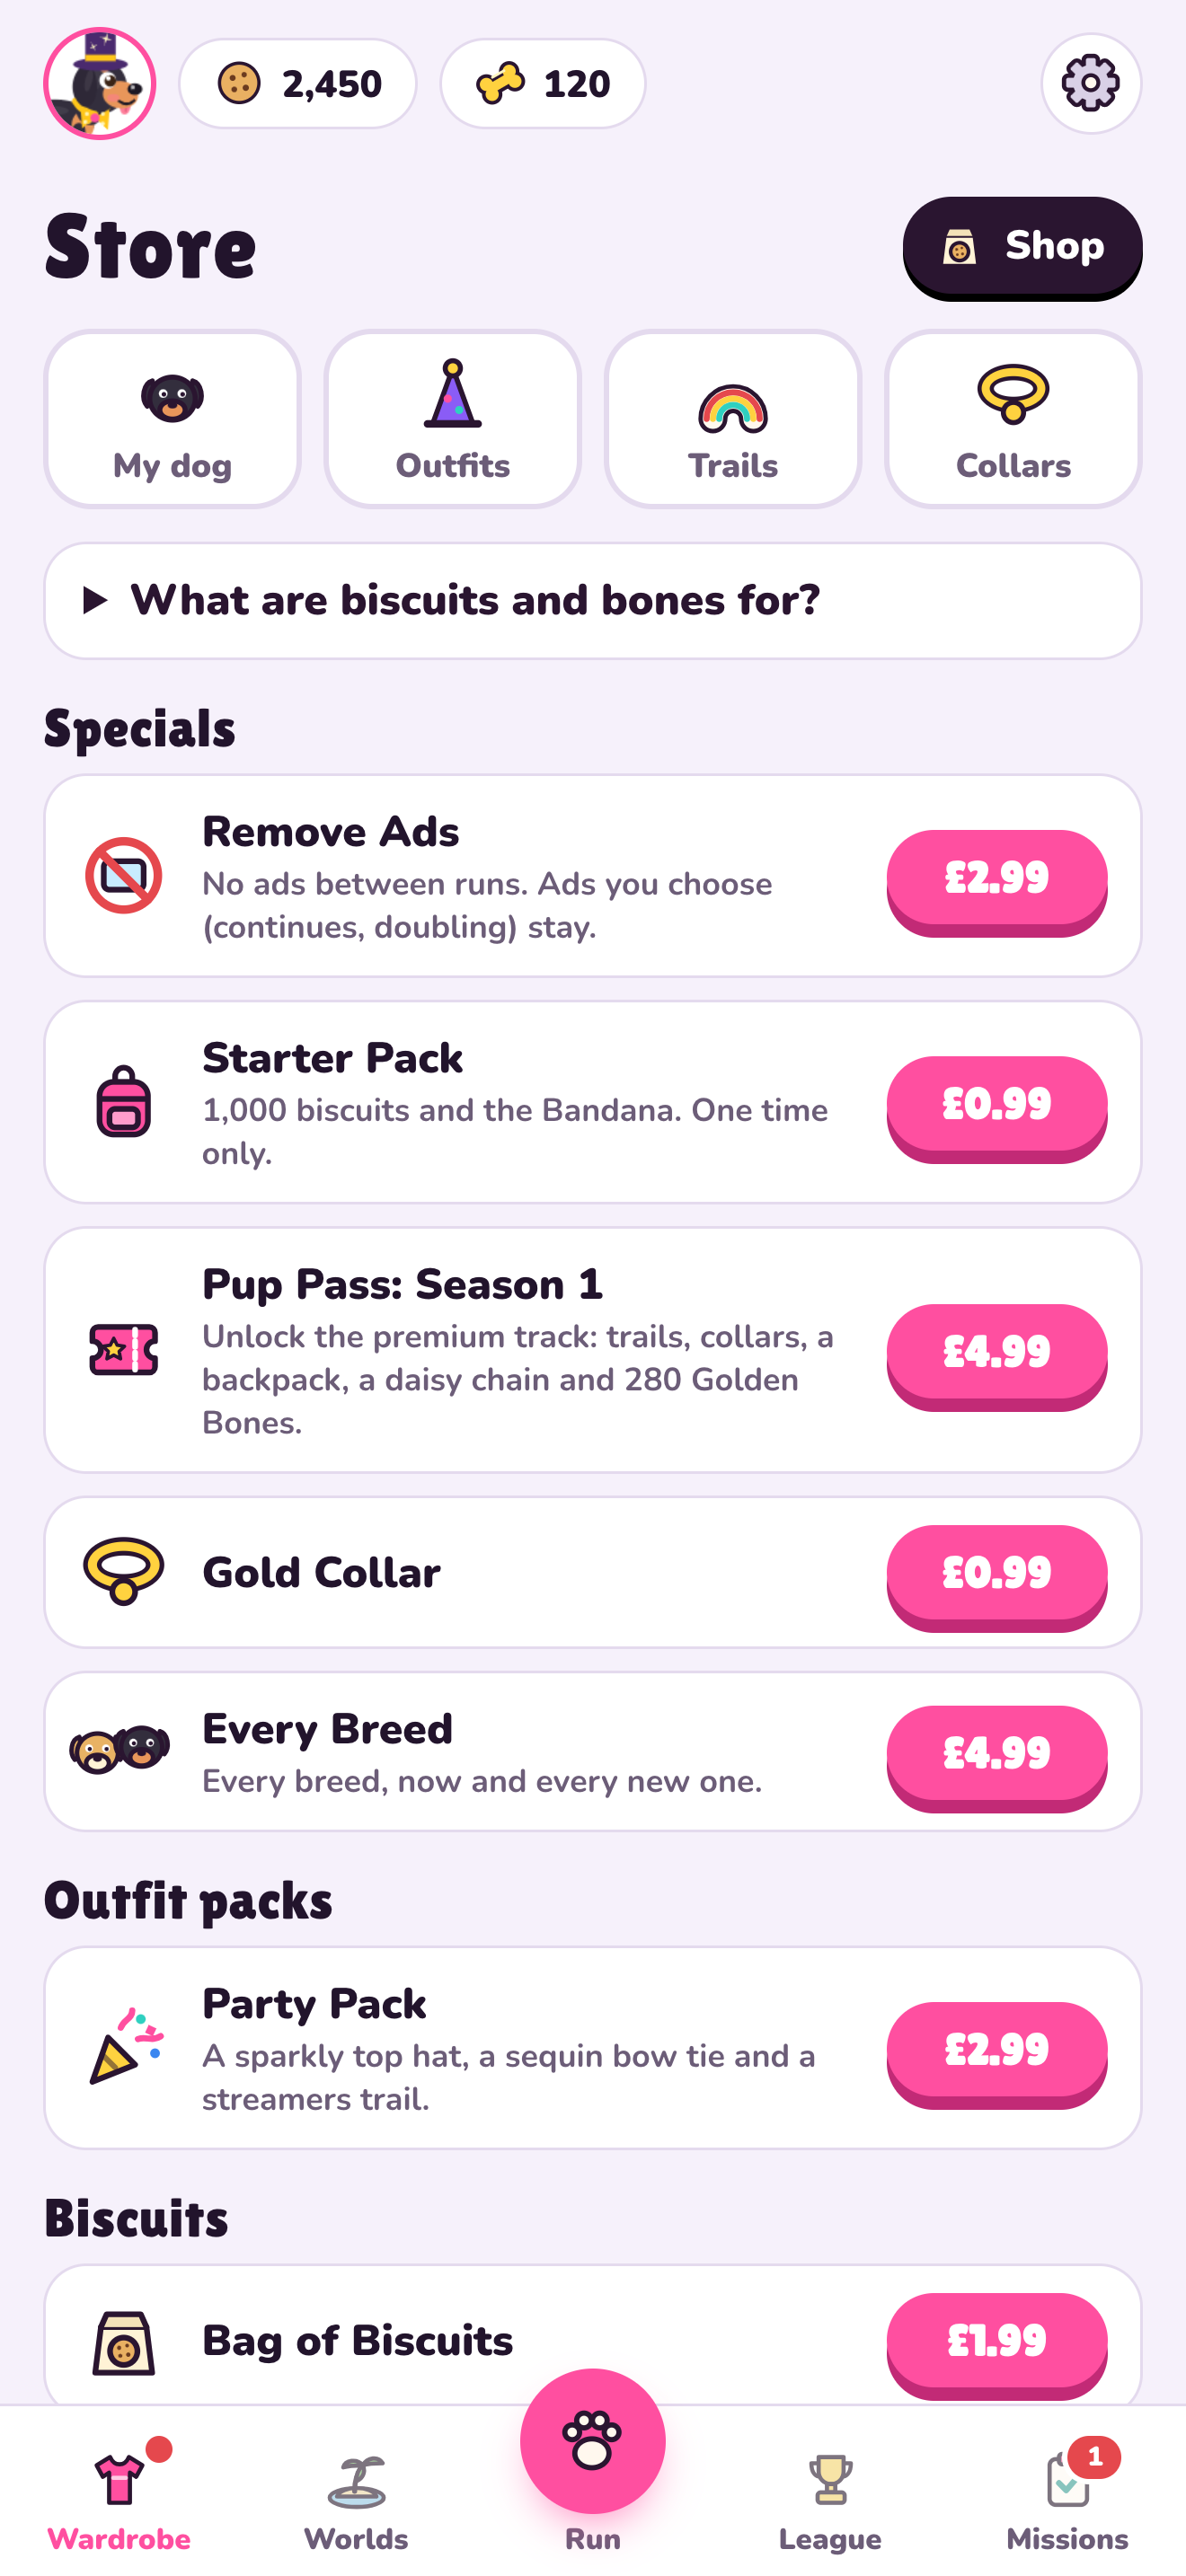 2,450
120
Store
Shop
My dog
Outfits
Trails
Collars
What are biscuits and bones for?
Specials
Remove Ads
No ads between runs. Ads you choose
(continues, doubling) stay.
£2.99
Starter Pack
1,000 biscuits and the Bandana. One time
only.
£0.99
Pup Pass: Season 1
Unlock the premium track: trails, collars, a
backpack, a daisy chain and 280 Golden
Bones.
£4.99
Gold Collar
£0.99
Every Breed
Every breed, now and every new one.
£4.99
Outfit packs
Party Pack
A sparkly top hat, a sequin bow tie and a
streamers trail.
£2.99
Biscuits
Bag of Biscuits
£1.99
Wardrobe
Worlds
Run
League
1
Missions